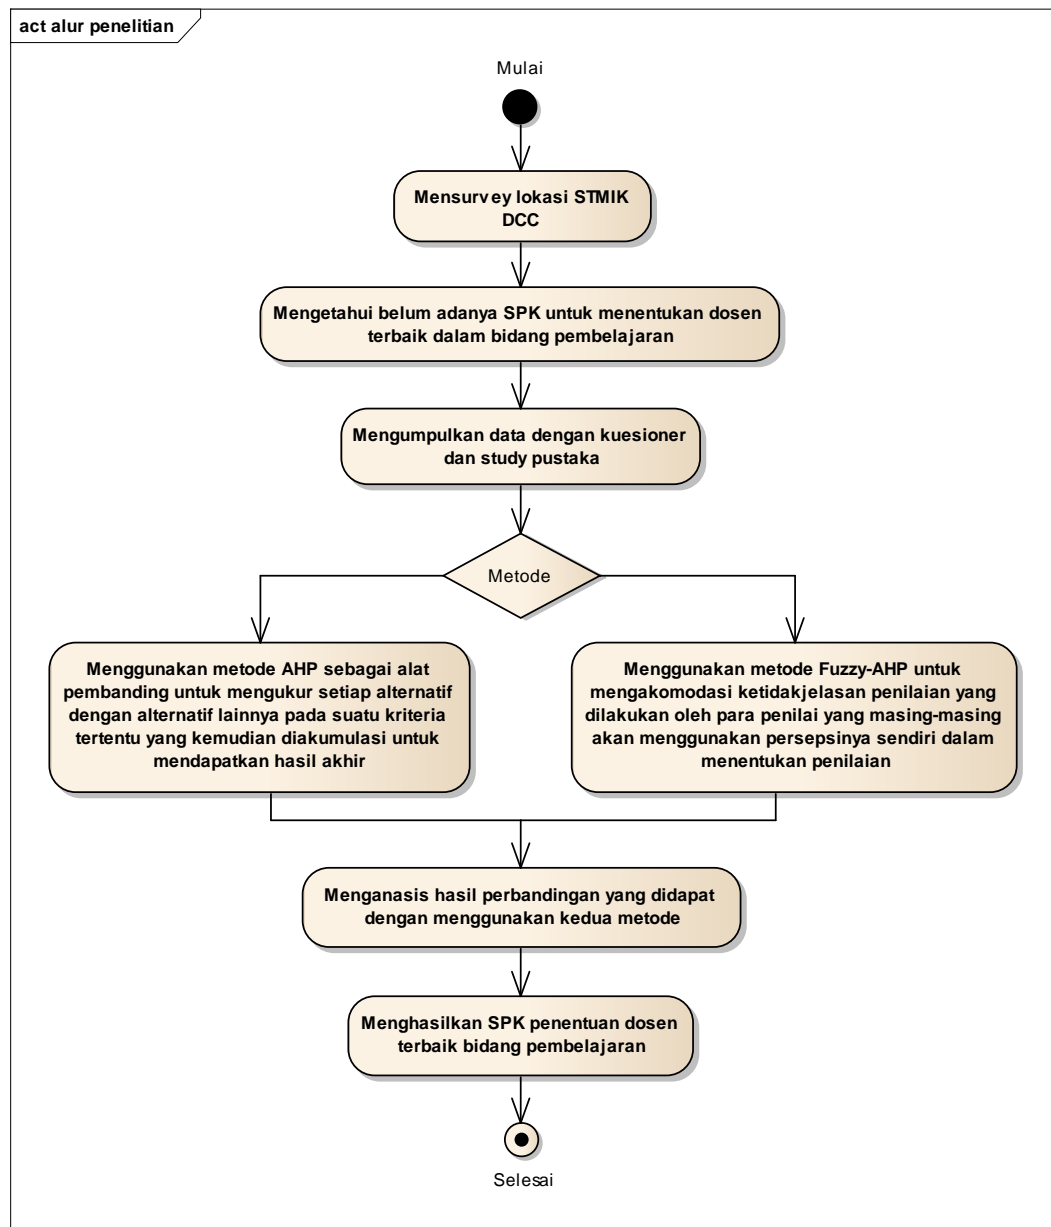 act alur penelitian
Mulai
Mensurvey lokasi STMIK
DCC
Mengetahui belum adanya SPK untuk menentukan dosen
terbaik dalam bidang pembelajaran
Mengumpulkan data dengan kuesioner
dan study pustaka
Metode
Menggunakan metode AHP sebagai alat
pembanding untuk mengukur setiap alternatif
dengan alternatif lainnya pada suatu kriteria
tertentu yang kemudian diakumulasi untuk
mendapatkan hasil akhir
Menggunakan metode Fuzzy-AHP untuk
mengakomodasi ketidakjelasan penilaian yang
dilakukan oleh para penilai yang masing-masing
akan menggunakan persepsinya sendiri dalam
menentukan penilaian
Menganasis hasil perbandingan yang didapat
dengan menggunakan kedua metode
Menghasilkan SPK penentuan dosen
terbaik bidang pembelajaran
Selesai